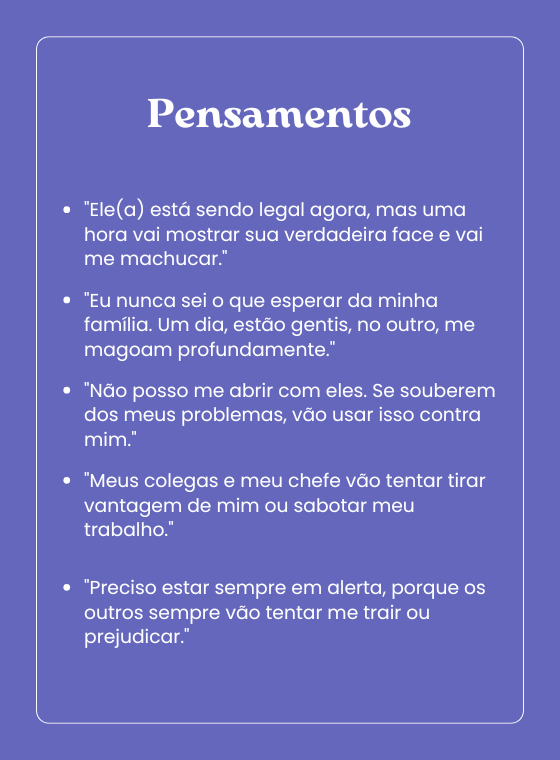 Pensamentos
• "Ele(a) está sendo legal agora, mas uma
hora vai mostrar sua verdadeira face e vai
me machucar."
• "Eu nunca sei o que esperar da minha
família. Um dia, estão gentis, no outro, me
magoam profundamente."
• "Não posso me abrir com eles. Se souberem
dos meus problemas, vão usar isso contra
mim."
• "Meus colegas e meu chefe vão tentar tirar
vantagem de mim ou sabotar meu
trabalho."
• "Preciso estar sempre em alerta, porque os
outros sempre vão tentar me trair ou
prejudicar."